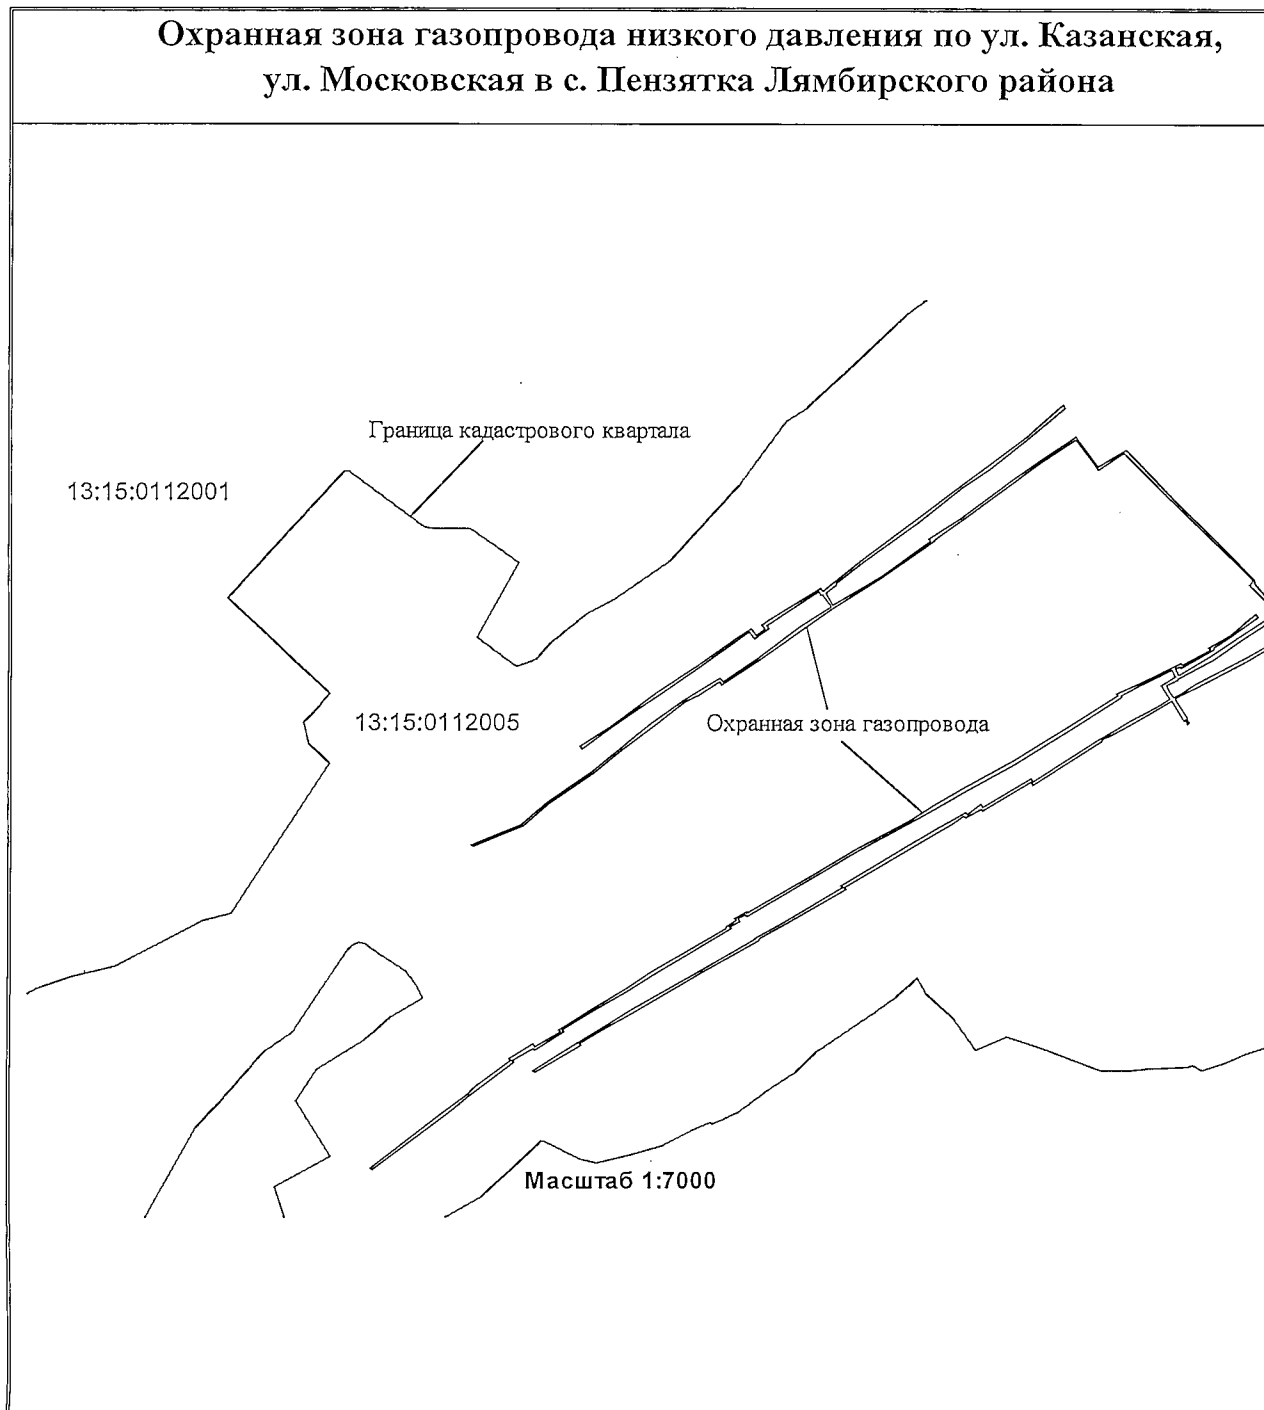 Охранная зона газопровода низкого давления по ул. Казанская,
ул. Московская в с. Пензятка Лямбирского района
Граница кадастрового квартала
13:15:0112001
13:15:0112005
Охранная зона газопровода
Масштаб 1:7000